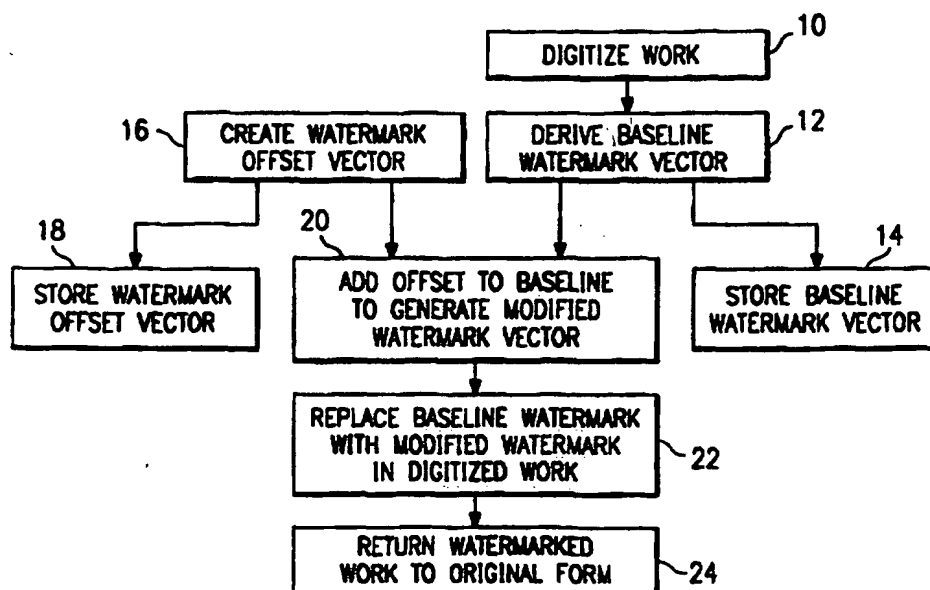 10
DIGITIZE WORK
16
CREATE WATERMARK
OFFSET VECTOR
DERIVE BASELINE
WATERMARK VECTOR
12
18
STORE WATERMARK
OFFSET VECTOR
20
ADD OFFSET TO BASELINE
TO GENERATE MODIFIED
WATERMARK VECTOR
14
STORE BASELINE
WATERMARK VECTOR
REPLACE BASELINE WATERMARK
WITH MODIFIED WATERMARK
IN DIGITIZED WORK
22
RETURN WATERMARKED
WORK TO ORIGINAL FORM
24